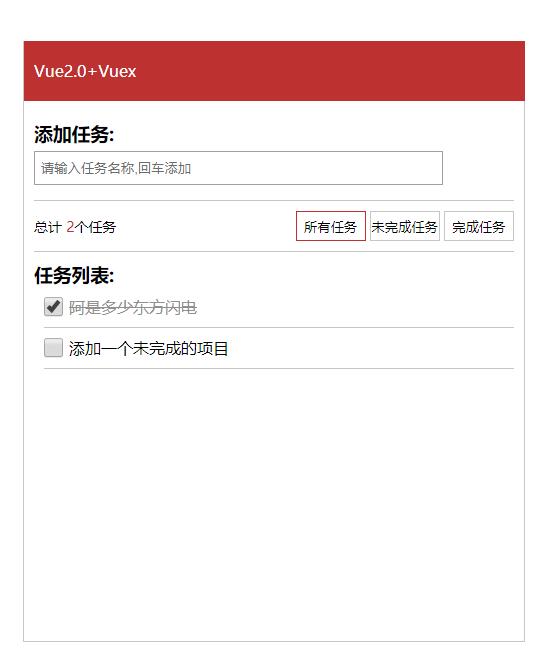 Vue2.0+Vuex
添加任务:
请输入任务名称,回车添加
总计 2个任务 所有任务 未完成任务 完成任务
任务列表:
阿是多少东方闪电
添加一个未完成的项目